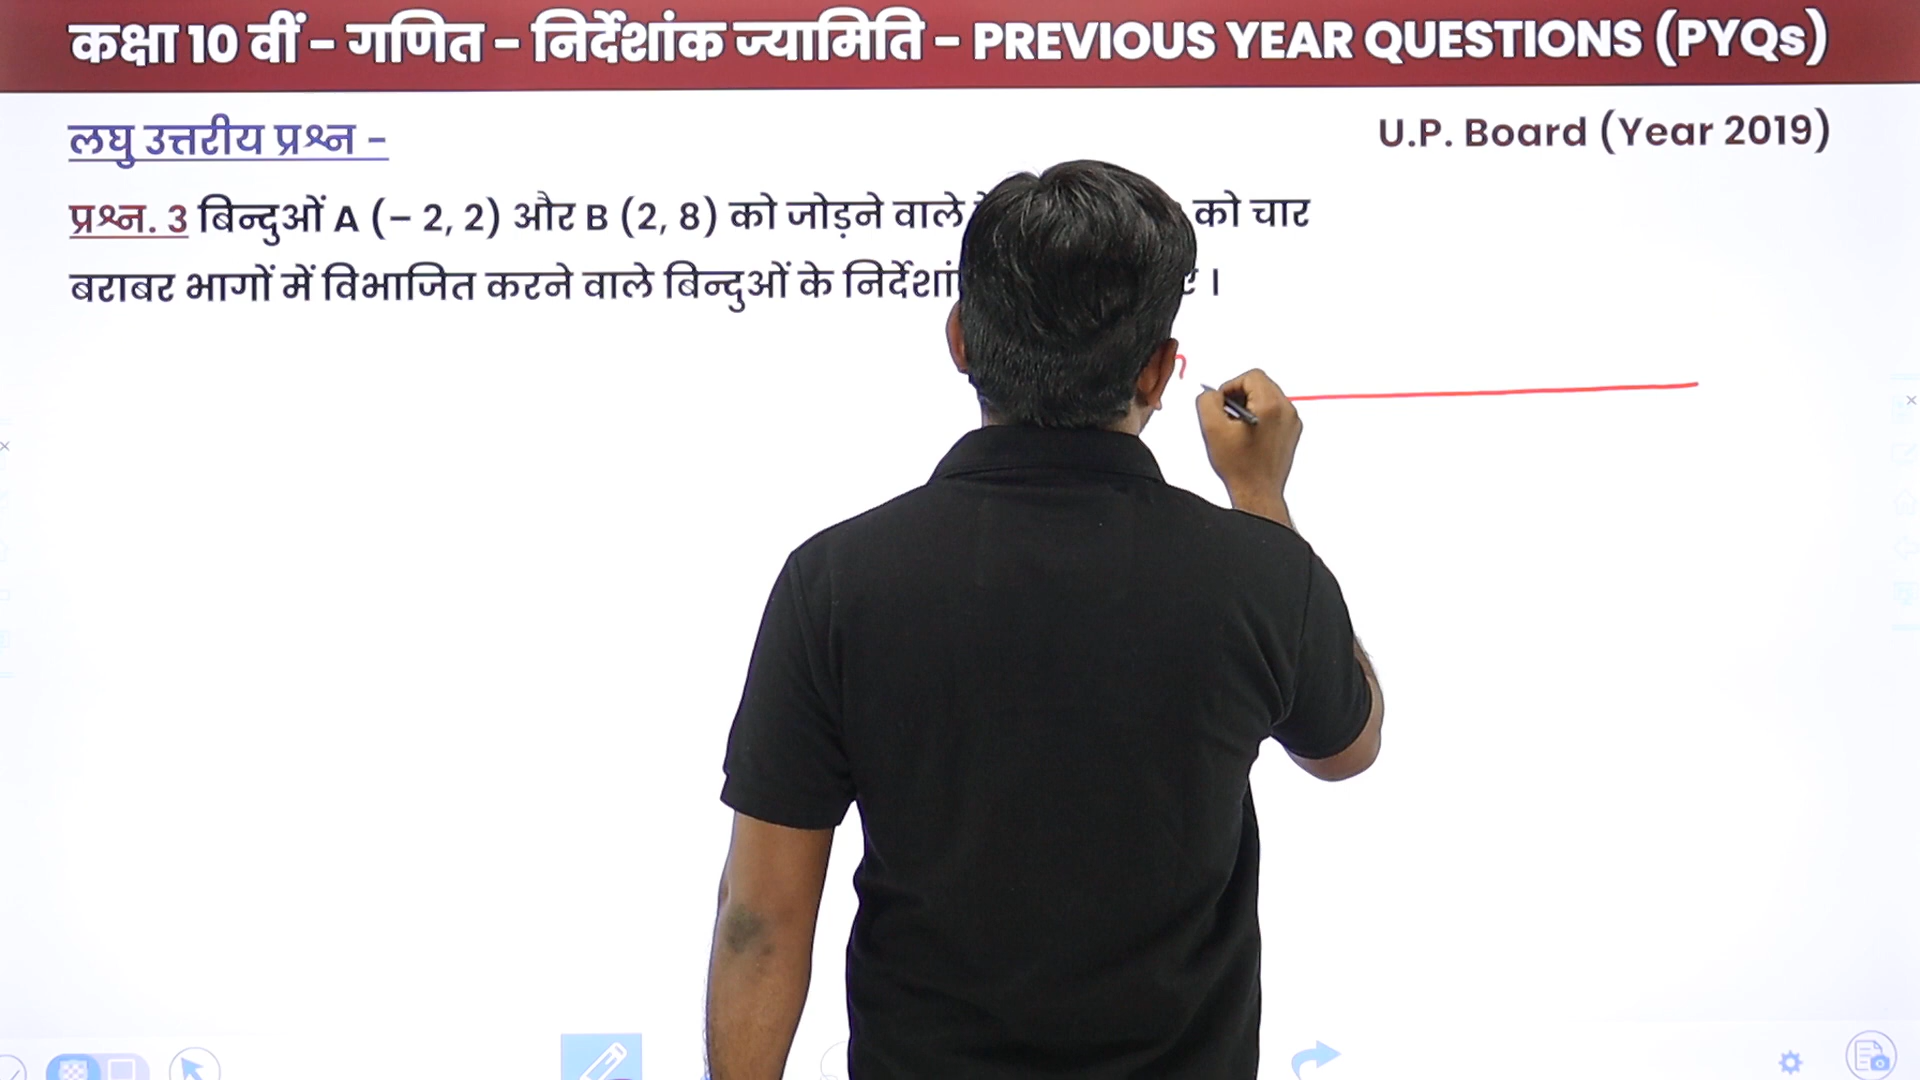 कक्षा 10 वीं – गणित – निर्देशांक ज्यामिति – PREVIOUS YEAR QUESTIONS (PYQs)
लघु उत्तरीय प्रश्न –
U.P. Board (Year 2019)
प्रश्न. 3 बिन्दुओं A (– 2, 2) और B (2, 8) को जोड़ने वाले को चार
बराबर भागों में विभाजित करने वाले बिन्दुओं के ।